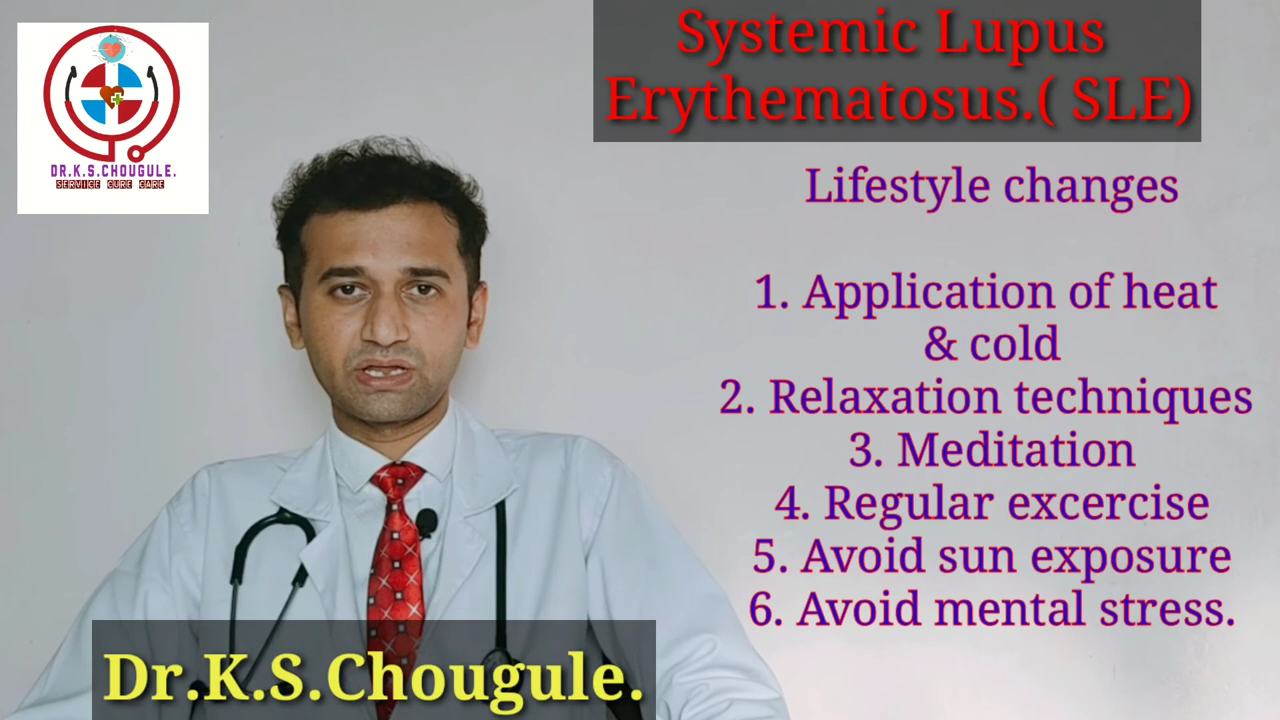 DR.K.S.CHOUGULE.
SERVICE CURE CARE
Systemic Lupus
Erythematosus.( SLE)
Lifestyle changes
1. Application of heat
& cold
2. Relaxation techniques
3. Meditation
4. Regular excercise
5. Avoid sun exposure
6. Avoid mental stress.
Dr.K.S.Chougule.